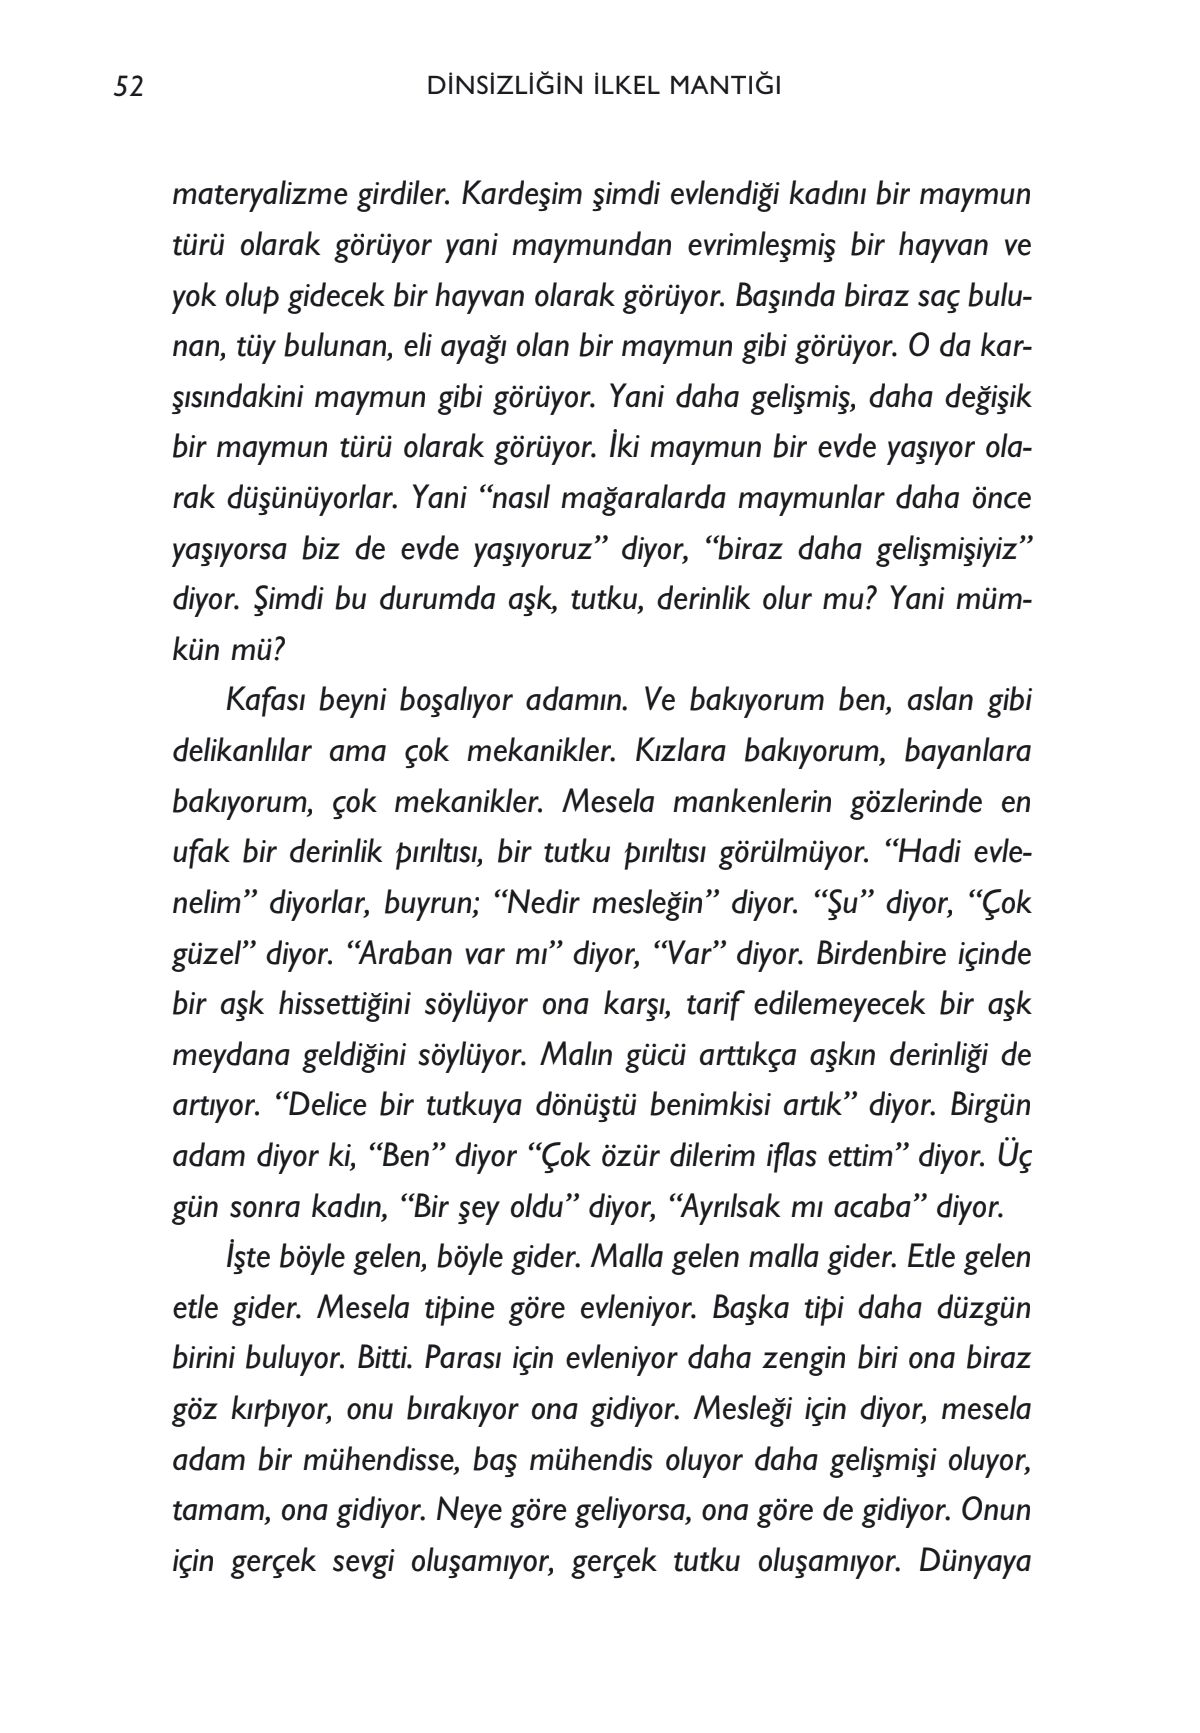 52
DİNSİZLİĞİN İLKEL MANTIĞI
materyalizme girdiler. Kardeşim şimdi evlendiği kadını bir maymun
türü olarak görüyor yani maymundan evrimleşmiş bir hayvan ve
yok olup gidecek bir hayvan olarak görüyor. Başında biraz saç bulu-
nan, tüy bulunan, eli ayağı olan bir maymun gibi görüyor. O da kar-
şısındakini maymun gibi görüyor. Yani daha gelişmiş, daha değişik
bir maymun türü olarak görüyor. İki maymun bir evde yaşıyor ola-
rak düşünüyorlar. Yani “nasıl mağaralarda maymunlar daha önce
yaşıyorsa biz de evde yaşıyoruz” diyor, “biraz daha gelişmişiyiz”
diyor. Şimdi bu durumda aşk, tutku, derinlik olur mu? Yani müm-
kün mü?
Kafası beyni boşalıyor adamın. Ve bakıyorum ben, aslan gibi
delikanlılar ama çok mekanikler. Kızlara bakıyorum, bayanlara
bakıyorum, çok mekanikler. Mesela mankenlerin gözlerinde en
ufak bir derinlik pırıltısı, bir tutku pırıltısı görülmüyor. “Hadi evle-
nelim” diyorlar, buyrun; “Nedir mesleğin” diyor. “Şu” diyor, “Çok
güzel” diyor. “Araban var mı” diyor, “Var” diyor. Birdenbire içinde
bir aşk hissettiğini söylüyor ona karşı, tarif edilemeyecek bir aşk
meydana geldiğini söylüyor. Malın gücü arttıkça aşkın derinliği de
artıyor. “Delice bir tutkuya dönüştü benimkisi artık” diyor. Birgün
adam diyor ki, “Ben” diyor “Çok özür dilerim iflas ettim” diyor. Üç
gün sonra kadın, “Bir şey oldu” diyor, “Ayrılsak mı acaba” diyor.
İşte böyle gelen, böyle gider. Malla gelen malla gider. Etle gelen
etle gider. Mesela tipine göre evleniyor. Başka tipi daha düzgün
birini buluyor. Bitti. Parası için evleniyor daha zengin biri ona biraz
göz kırpıyor, onu bırakıyor ona gidiyor. Mesleği için diyor, mesela
adam bir mühendisse, baş mühendis oluyor daha gelişmişi oluyor,
tamam, ona gidiyor. Neye göre geliyorsa, ona göre de gidiyor. Onun
için gerçek sevgi oluşamıyor, gerçek tutku oluşamıyor. Dünyaya